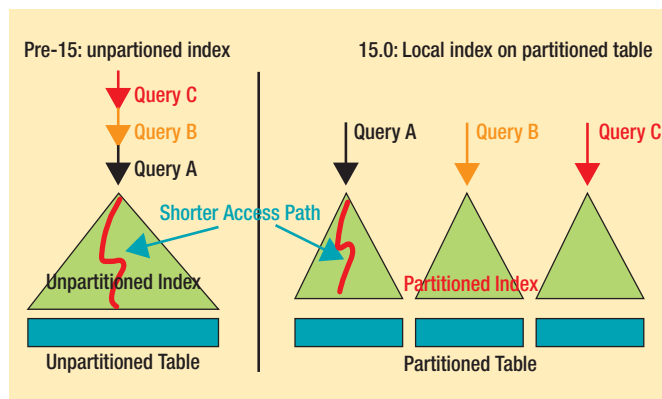 Pre-15: unpartioned index
Query C
Query B
Query A
Unpartitioned Index
Unpartitioned Table
Shorter Access Path
15.0: Local index on partitioned table
Query A
Query B
Query C
Partitioned Index
Partitioned Table